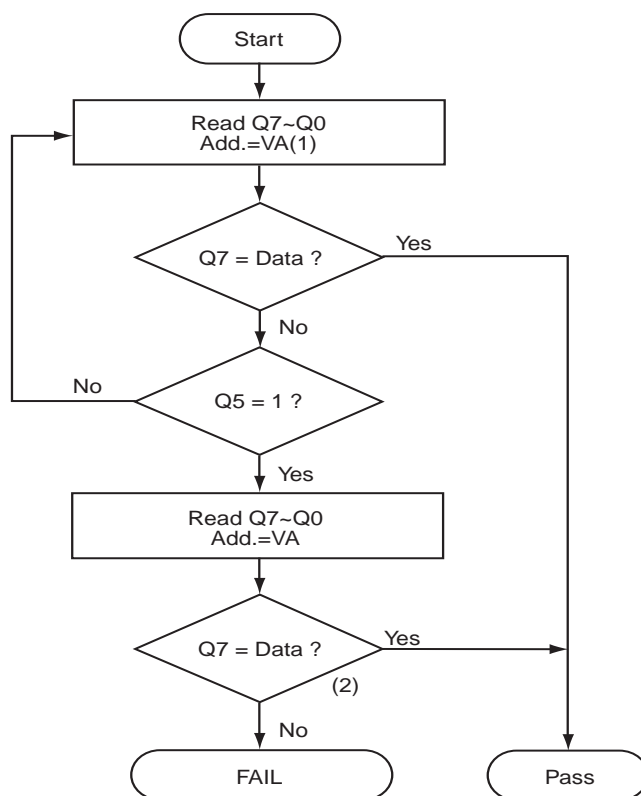 Start
Read Q7~Q0
Add.=VA(1)
Q7 = Data ?
Yes
No
No
Q5 = 1 ?
Yes
Read Q7~Q0
Add.=VA
Q7 = Data ?
Yes
(2)
No
FAIL
Pass